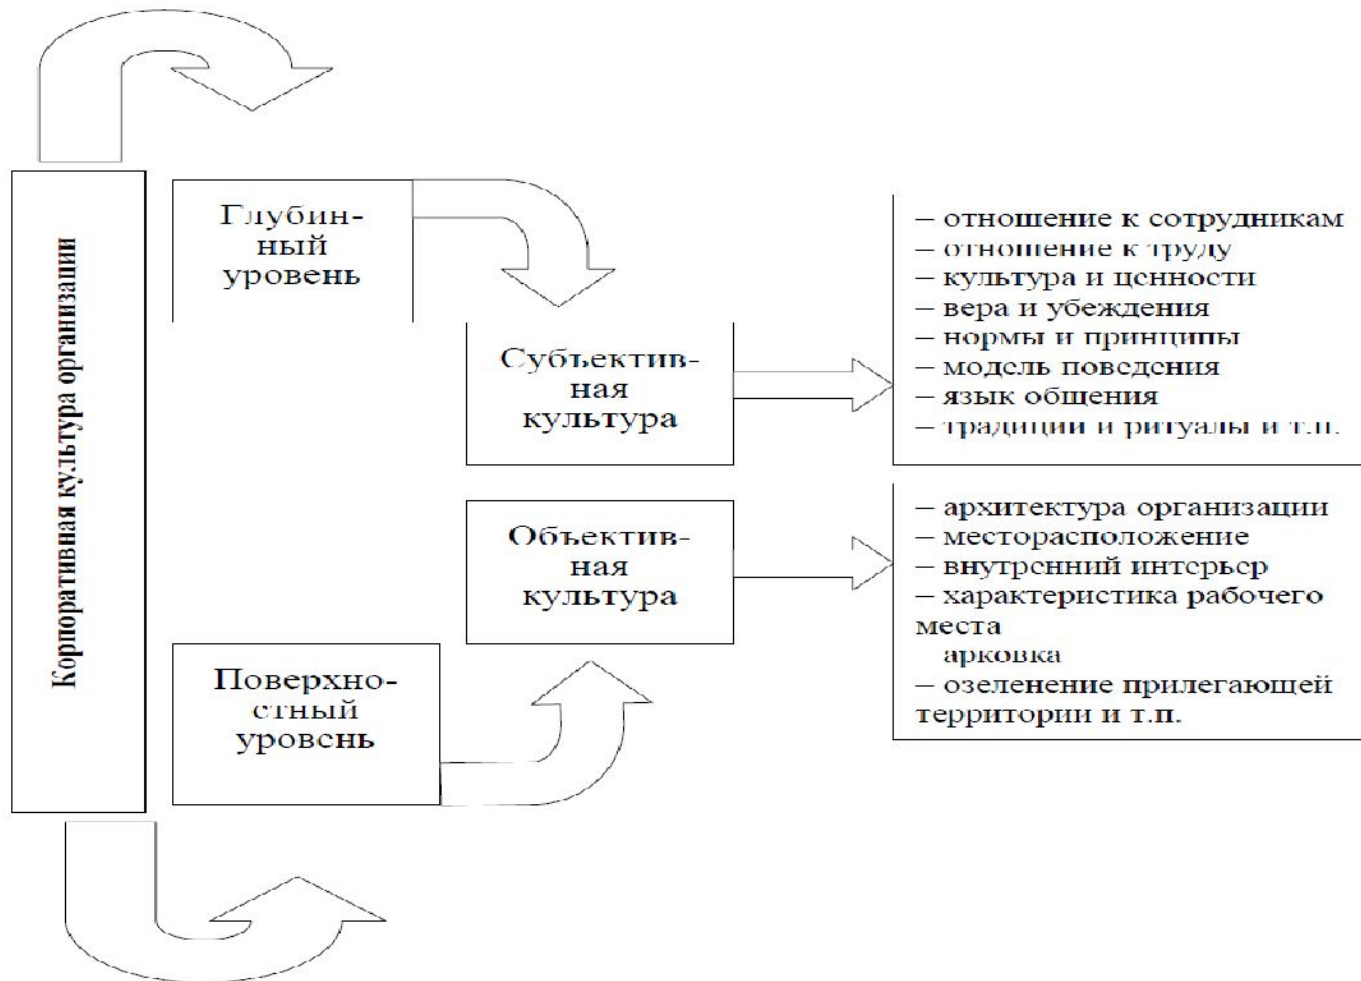 Корпоративная культура организации
Глубин-
ный
уровень
Субъектив-
ная
культура
– отношение к сотрудникам
– отношение к труду
– культура и ценности
– вера и убеждения
– нормы и принципы
– модель поведения
– язык общения
– традиции и ритуалы и т.п.
Объектив-
ная
культура
– архитектура организации
– месторасположение
– внутренний интерьер
– характеристика рабочего
места
арковка
– озеленение прилегающей
территории и т.п.
Поверхно-
стный
уровень